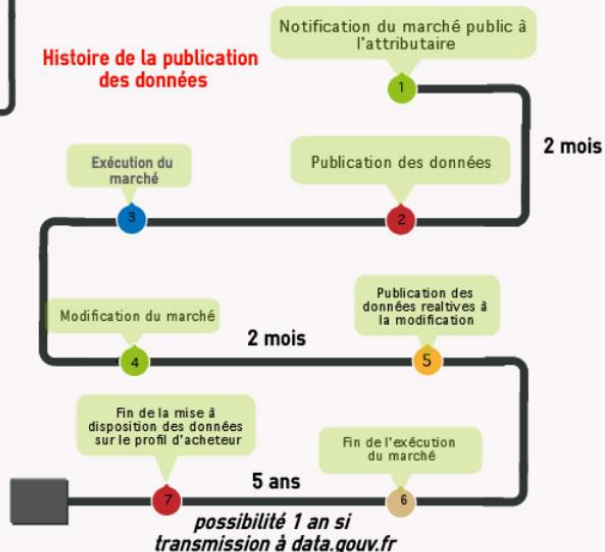 Histoire de la publication
des données
Notification du marché public à
l'attributaire
1
2 mois
Publication des données
2
Exécution du
marché
3
Modification du marché
4
2 mois
Publication des
données realtives à
la modification
5
Fin de l'exécution
du marché
6
5 ans
possibilité 1 an si
transmission à data.gouv.fr
Fin de la mise à
disposition des données
sur le profil d'acheteur
7